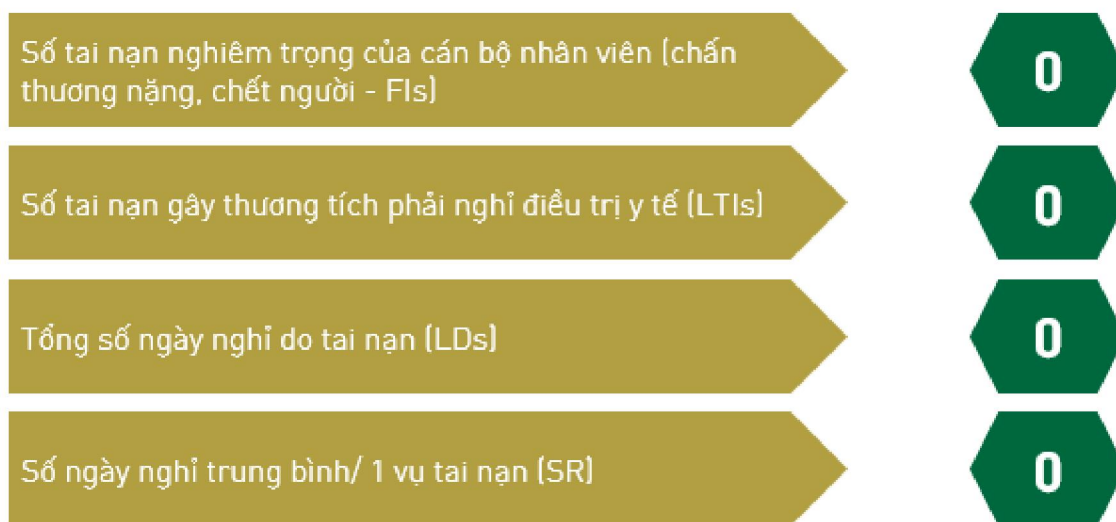 Số tai nạn nghiêm trọng của cán bộ nhân viên (chấn
thương nặng, chết người - FIs)
0
Số tai nạn gây thương tích phải nghỉ điều trị y tế (LTIs)
0
Tổng số ngày nghỉ do tai nạn (LDs)
0
Số ngày nghỉ trung bình/ 1 vụ tai nạn (SR)
0